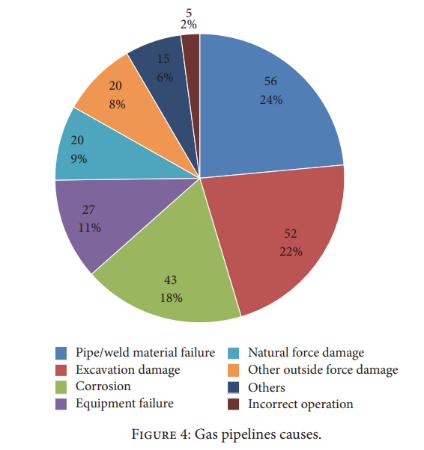 5
2%
56
24%
52
22%
43
18%
27
11%
20
9%
20
8%
15
6%
Pipe/weld material failure
Excavation damage
Corrosion
Equipment failure
Natural force damage
Other outside force damage
Others
Incorrect operation
FIGURE 4: Gas pipelines causes.